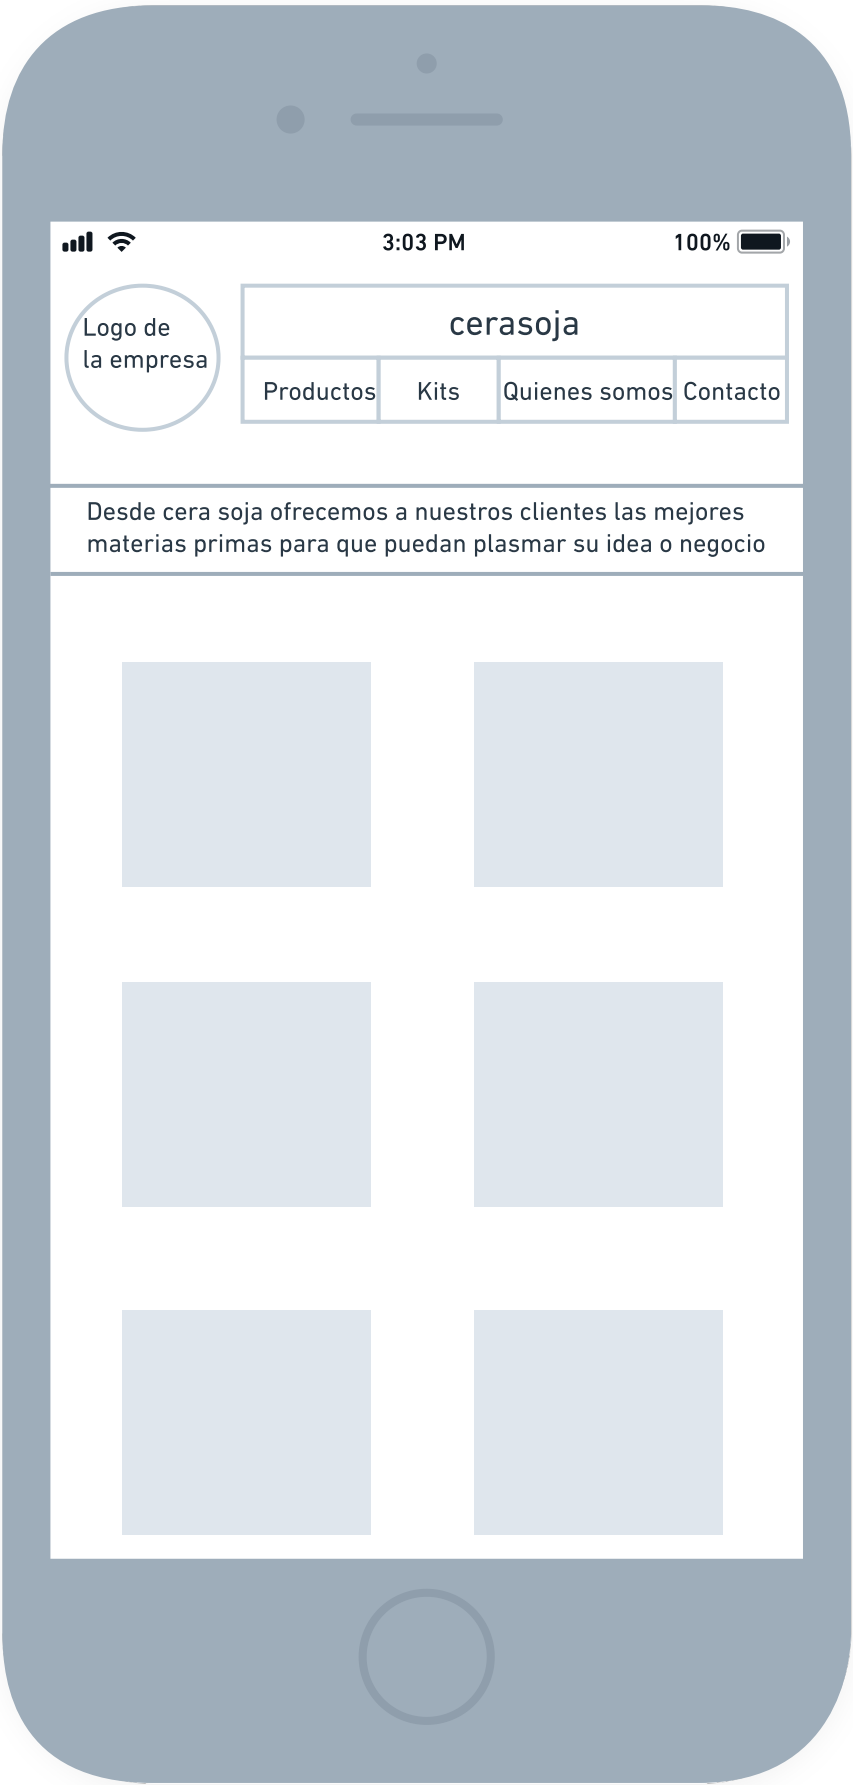 3:03 PM
100%
Logo de
la empresa
cerasoja
Productos
Kits
Quienes somos
Contacto
Desde cera soja ofrecemos a nuestros clientes las mejores
materias primas para que puedan plasmar su idea o negocio